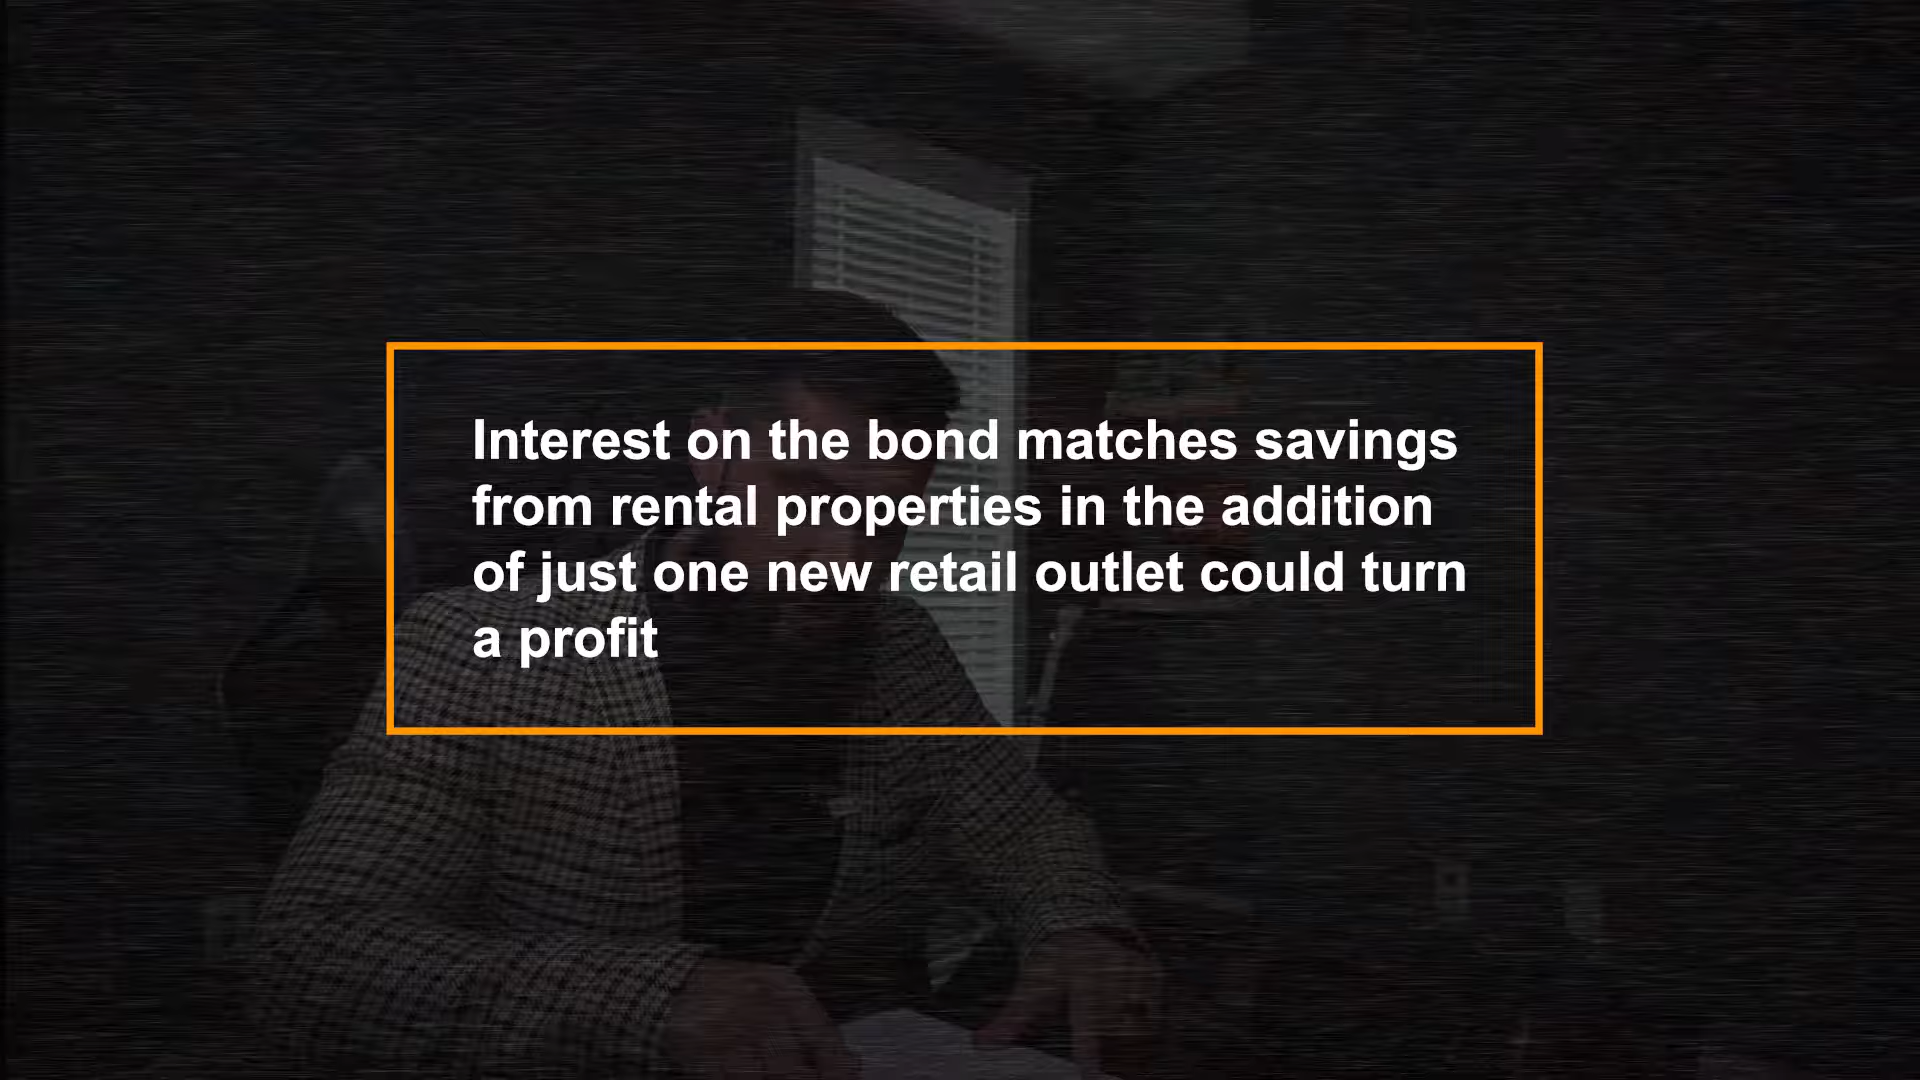 Interest on the bond matches savings
from rental properties in the addition
of just one new retail outlet could turn
a profit